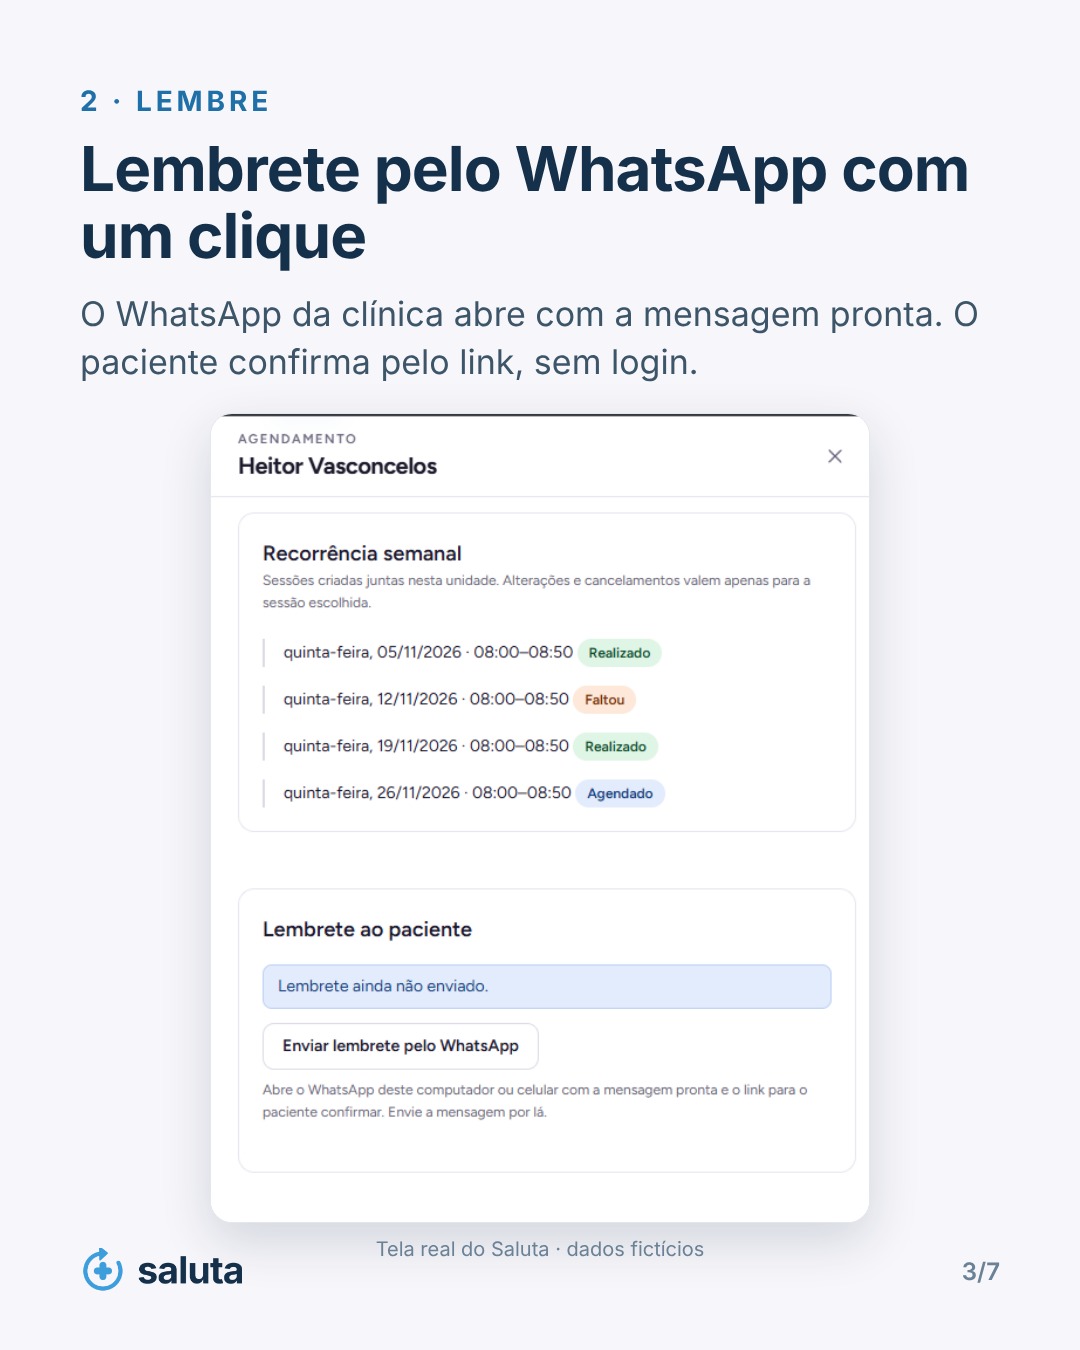 2 · LEMBRE
Lembrete pelo WhatsApp com
um clique
O WhatsApp da clínica abre com a mensagem pronta. O
paciente confirma pelo link, sem login.
AGENDAMENTO
Heitor Vasconcelos
Recorrência semanal
Sessões criadas juntas nesta unidade. Alterações e cancelamentos valem apenas para a
sessão escolhida.
quinta-feira, 05/11/2026 · 08:00–08:50 Realizado
quinta-feira, 12/11/2026 · 08:00–08:50 Faltou
quinta-feira, 19/11/2026 · 08:00–08:50 Realizado
quinta-feira, 26/11/2026 · 08:00–08:50 Agendado
Lembrete ao paciente
Lembrete ainda não enviado.
Enviar lembrete pelo WhatsApp
Abre o WhatsApp deste computador ou celular com a mensagem pronta e o link para o
paciente confirmar. Envie a mensagem por lá.
Tela real do Saluta · dados fictícios
saluta
3/7